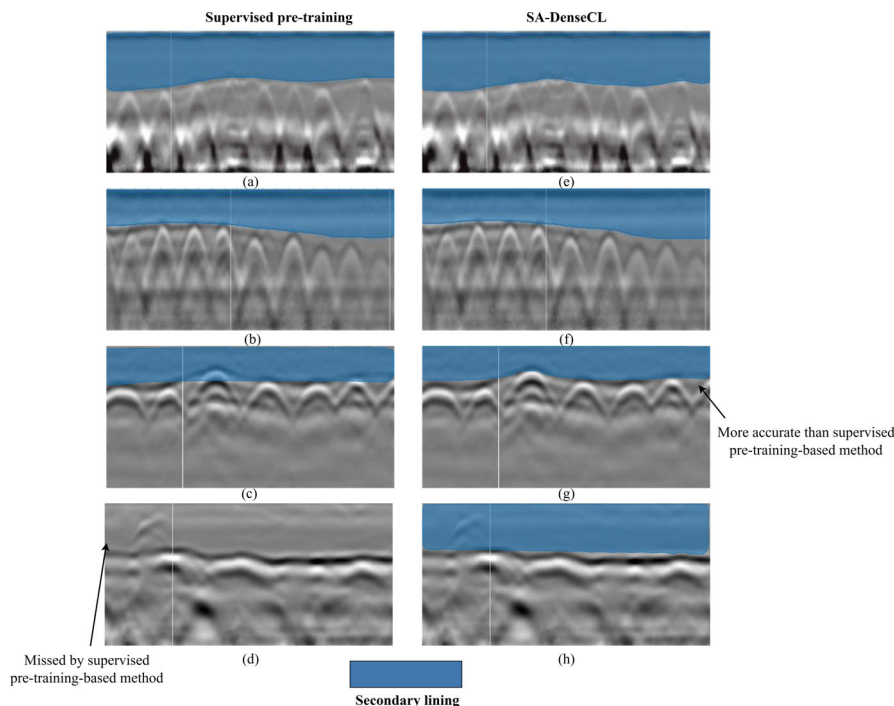 Supervised pre-training
SA-DenseCL
(a)
(e)
(b)
(f)
(c)
(g)
More accurate than supervised
pre-training-based method
(d)
(h)
Missed by supervised
pre-training-based method
Secondary lining